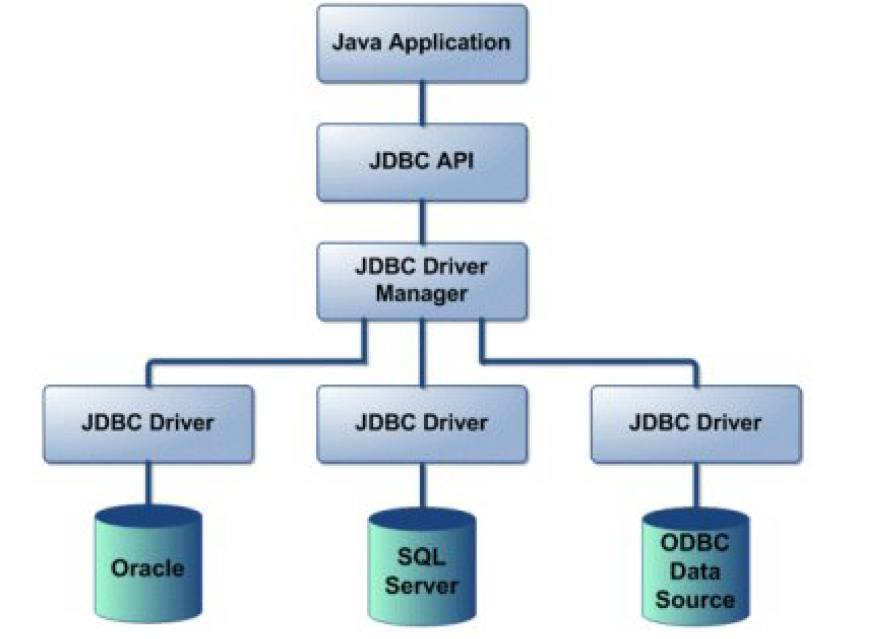 Java Application
JDBC API
JDBC Driver
Manager
JDBC Driver
JDBC Driver
JDBC Driver
Oracle
SQL
Server
ODBC
Data
Source